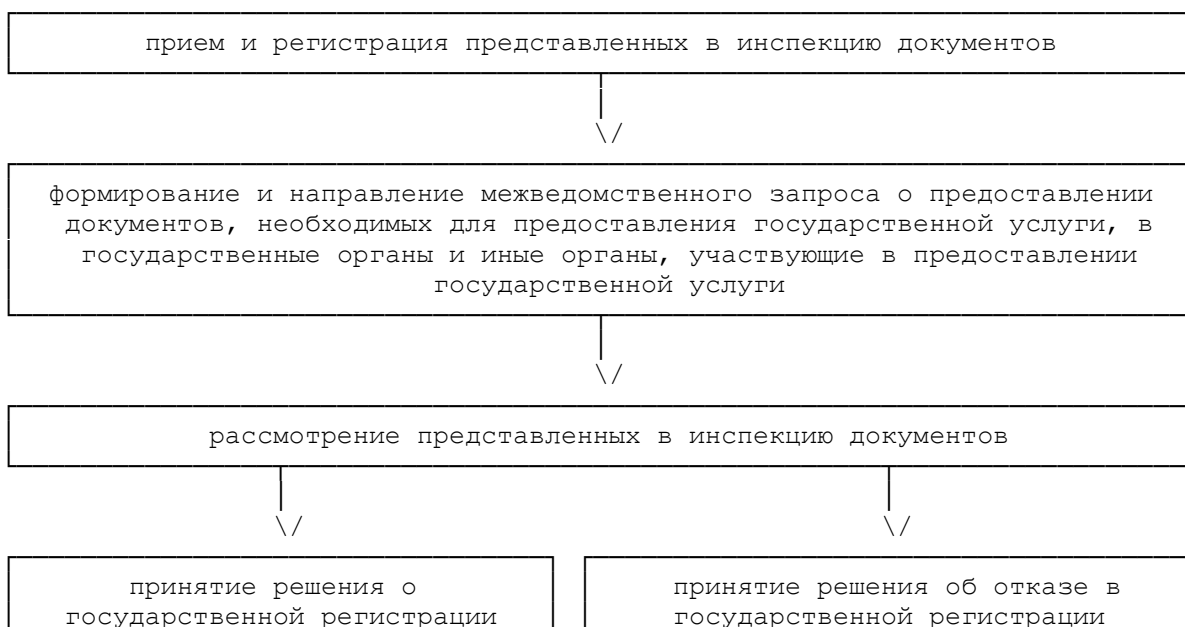 прием и регистрация представленных в инспекцию документов
формирование и направление межведомственного запроса о предоставлении
документов, необходимых для предоставления государственной услуги, в
государственные органы и иные органы, участвующие в предоставлении
государственной услуги
рассмотрение представленных в инспекцию документов
принятие решения о
государственной регистрации
принятие решения об отказе в
государственной регистрации